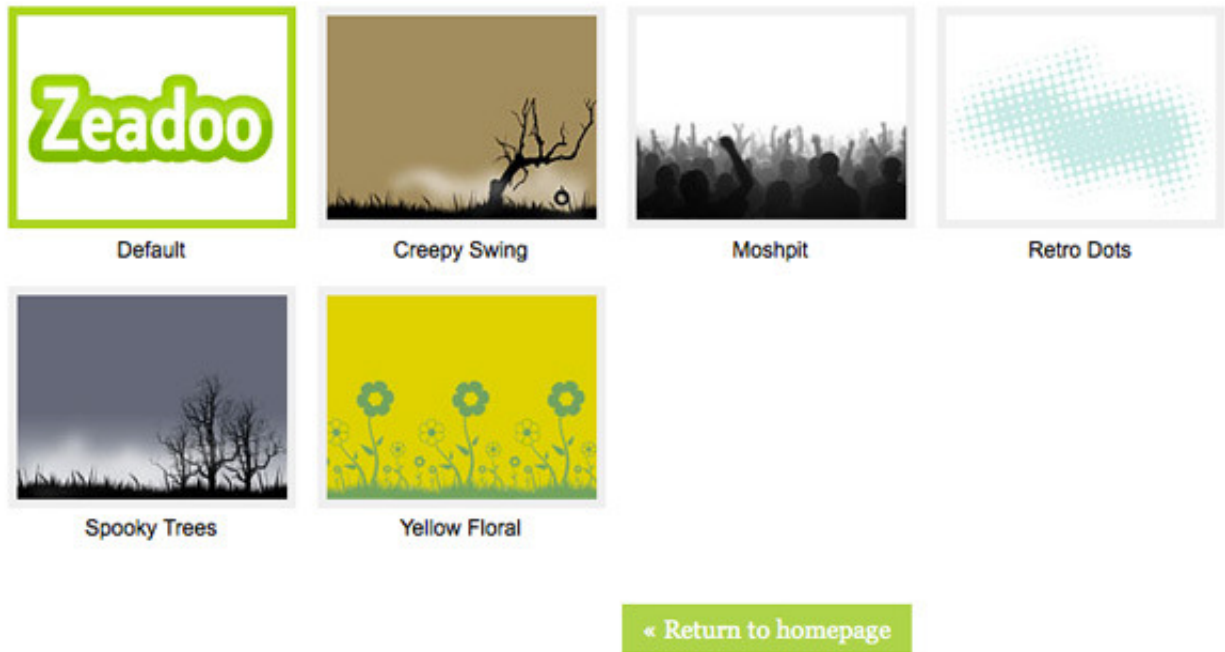 Zeadoo
Default
Creepy Swing
Moshpit
Retro Dots
Spooky Trees
Yellow Floral
« Return to homepage